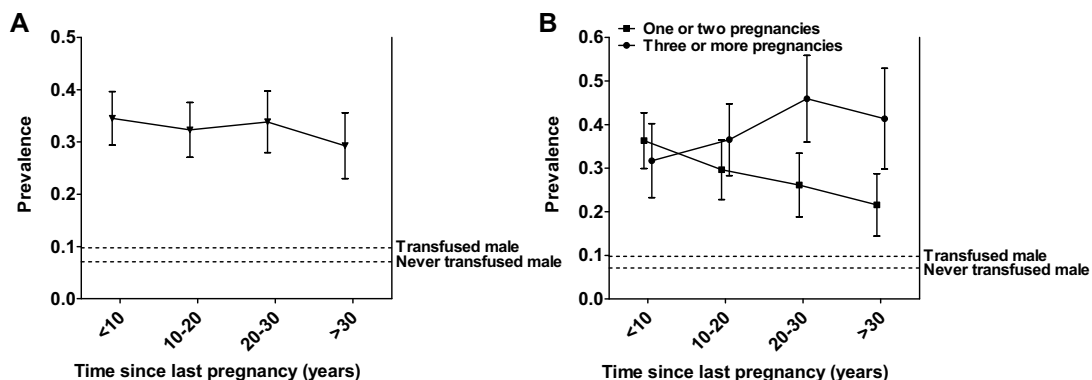 A
0.5
0.4
0.3
0.2
0.1
0.0
Prevalence
Transfused male
Never transfused male
<10
10-20
20-30
>30
Time since last pregnancy (years)
B
One or two pregnancies
Three or more pregnancies
0.6
0.5
0.4
0.3
0.2
0.1
0.0
Prevalence
Transfused male
Never transfused male
<10
10-20
20-30
>30
Time since last pregnancy (years)